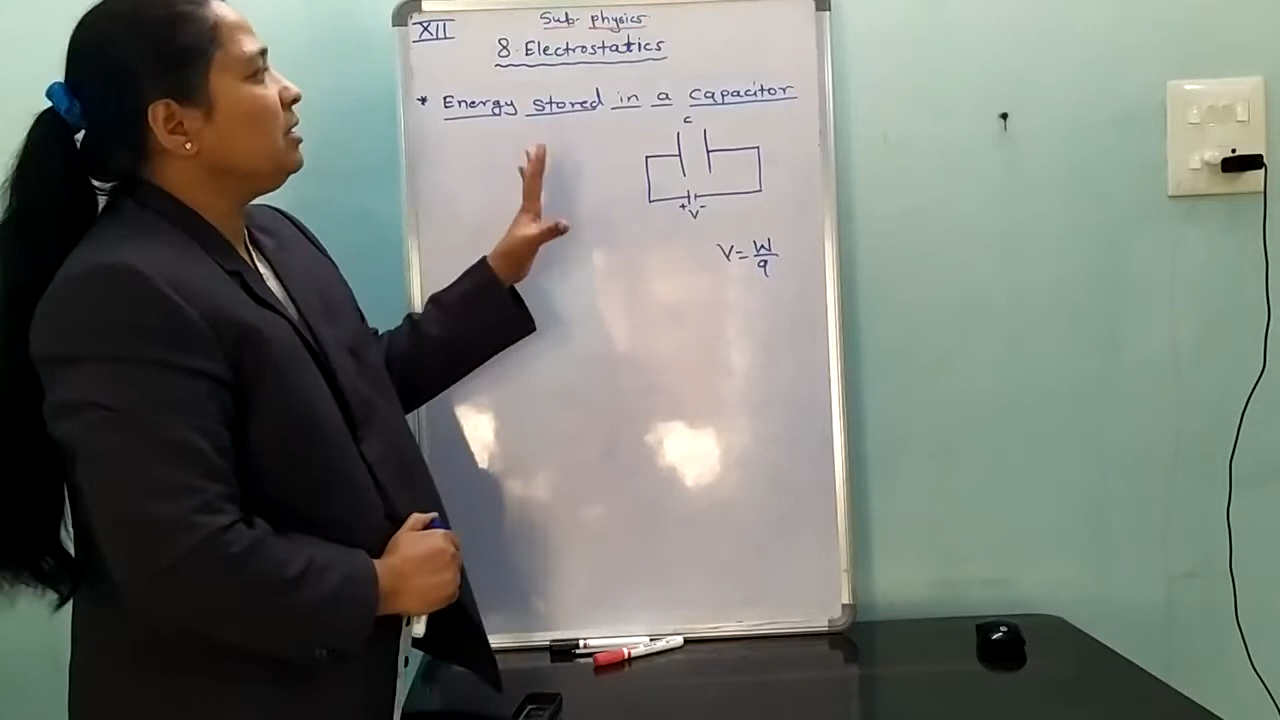 XII
Sub- physics
8. Electrostatics
* Energy stored in a capacitor
C
+ V -
V = W/q